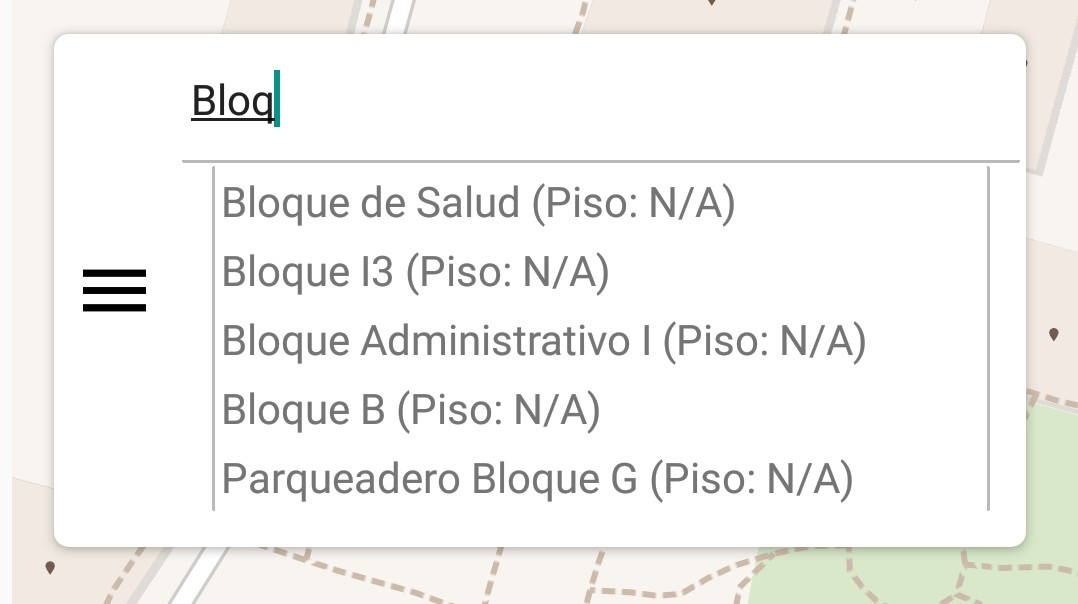 Bloq
Bloque de Salud (Piso: N/A)
Bloque I3 (Piso: N/A)
Bloque Administrativo I (Piso: N/A)
Bloque B (Piso: N/A)
Parqueadero Bloque G (Piso: N/A)